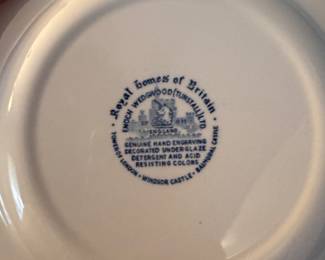 Royal Homes of Britain
ENOCH WEDGWOOD (TUNSTALL) LTD
ENGLAND
GENUINE HAND ENGRAVING
DECORATED UNDERGLAZE
DETERGENT AND ACID
RESISTING COLORS
TOWER OF LONDON • WINDSOR CASTLE • BALMORAL CASTLE